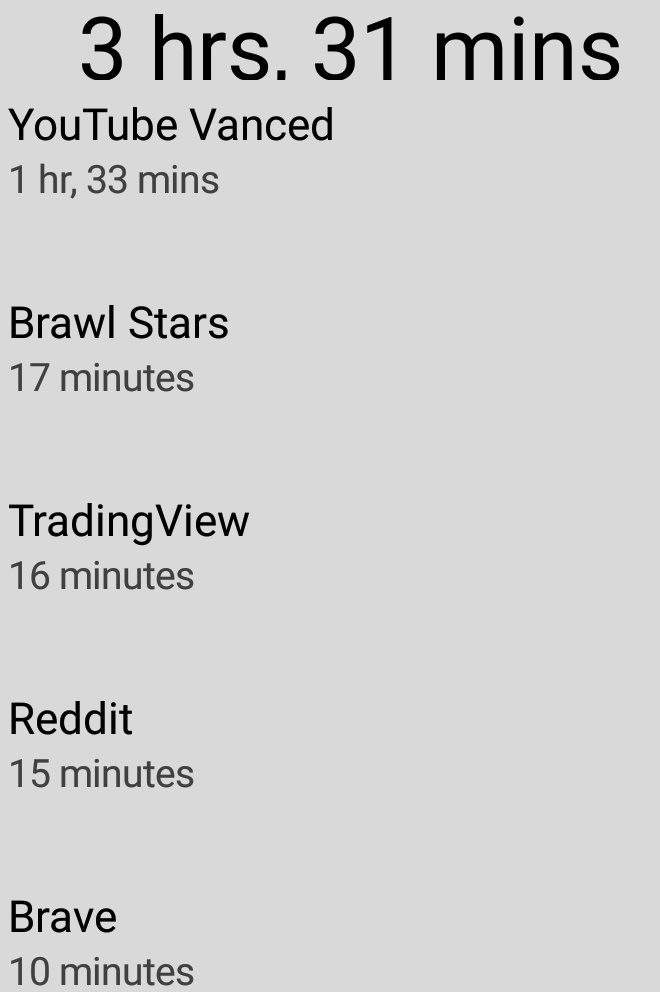 3 hrs. 31 mins
YouTube Vanced
1 hr, 33 mins
Brawl Stars
17 minutes
TradingView
16 minutes
Reddit
15 minutes
Brave
10 minutes